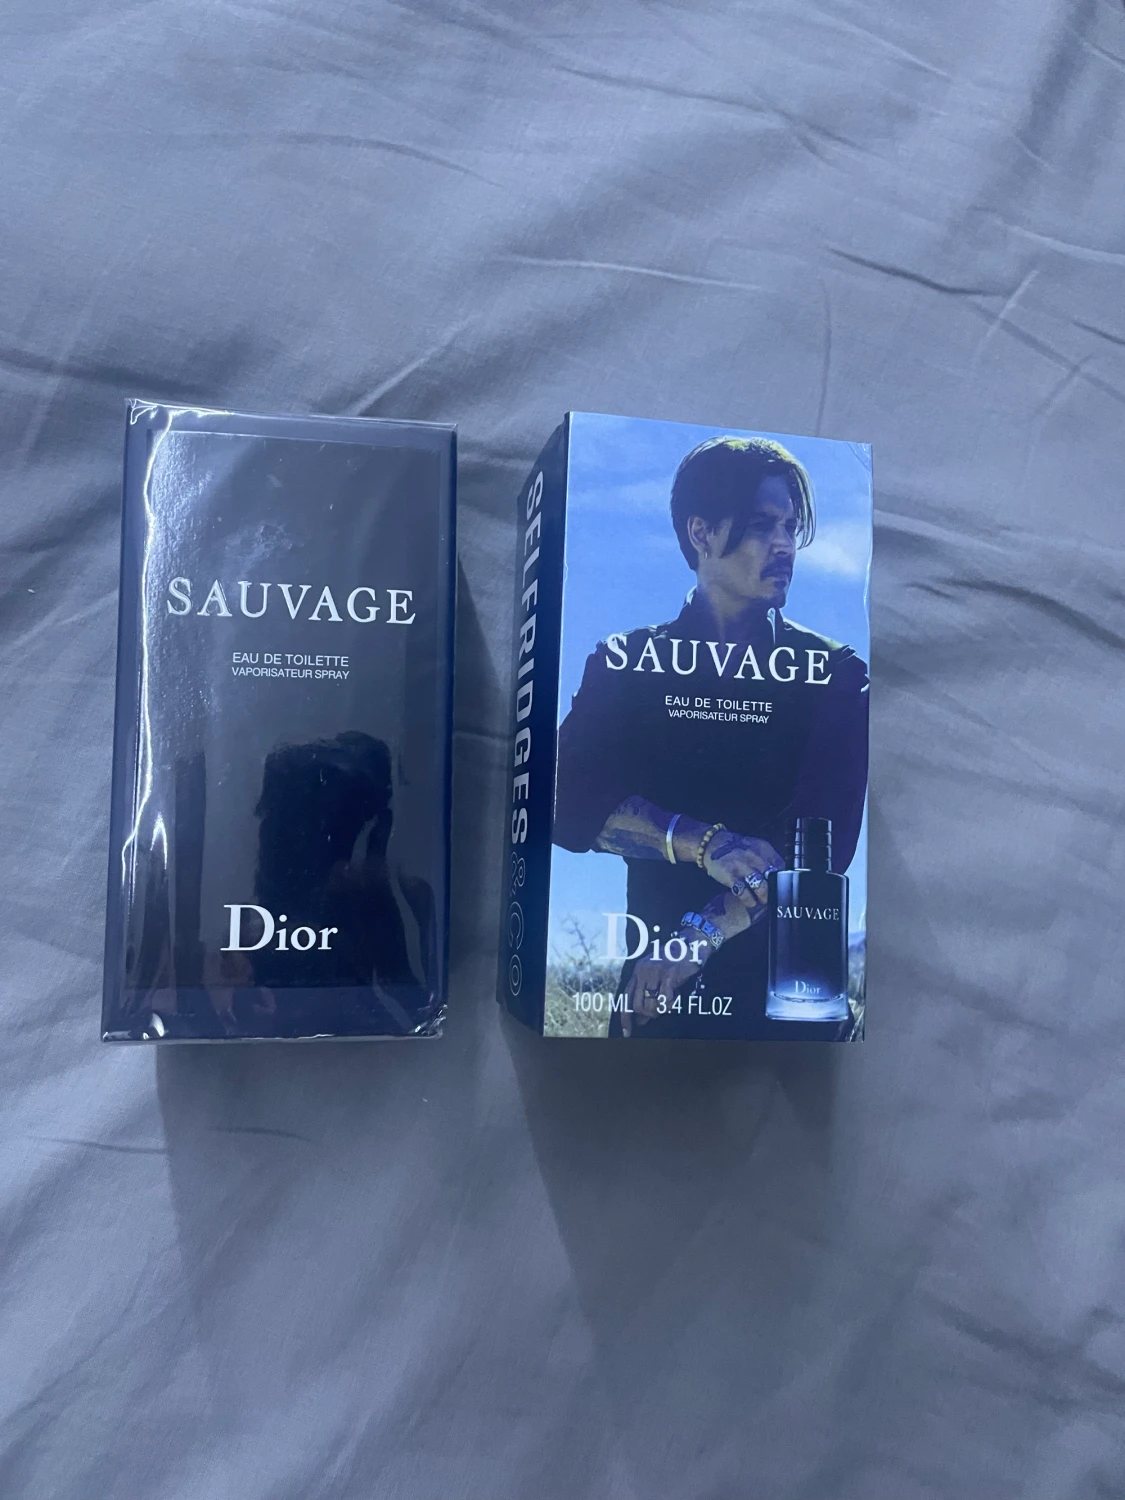 SAUVAGE
EAU DE TOILETTE
VAPORISATEUR SPRAY
Dior
SELFRIDGES&CO
SAUVAGE
EAU DE TOILETTE
VAPORISATEUR SPRAY
Dior
100 ML 3.4 FL.OZ
SAUVAGE
Dior